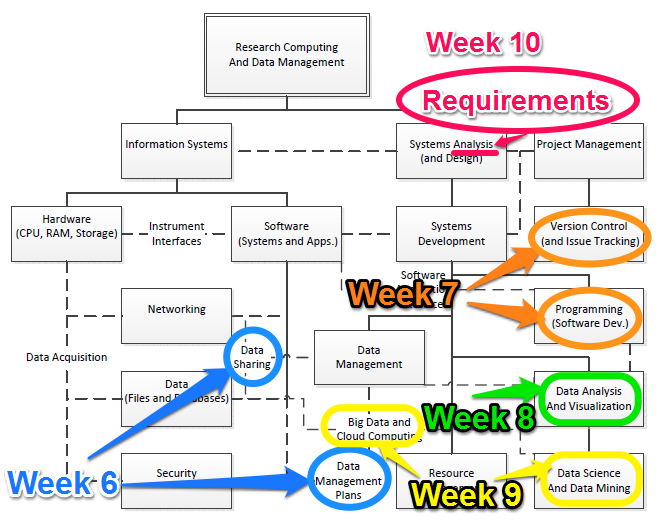 Week 10
Research Computing
And Data Management
Requirements
Information Systems
Systems Analysis
(and Design)
Project Management
Hardware
(CPU, RAM, Storage)
Instrument
Interfaces
Software
(Systems and Apps.)
Systems
Development
Version Control
(and Issue Tracking)
Software
Week 7
Networking
Programming
(Software Dev.)
Data Acquisition
Data
Sharing
Data
Management
Data
(Files and Databases)
Data Analysis
And Visualization
Week 8
Big Data and
Cloud Computing
Week 6
Security
Data
Management
Plans
Resource
Week 9
Data Science
And Data Mining